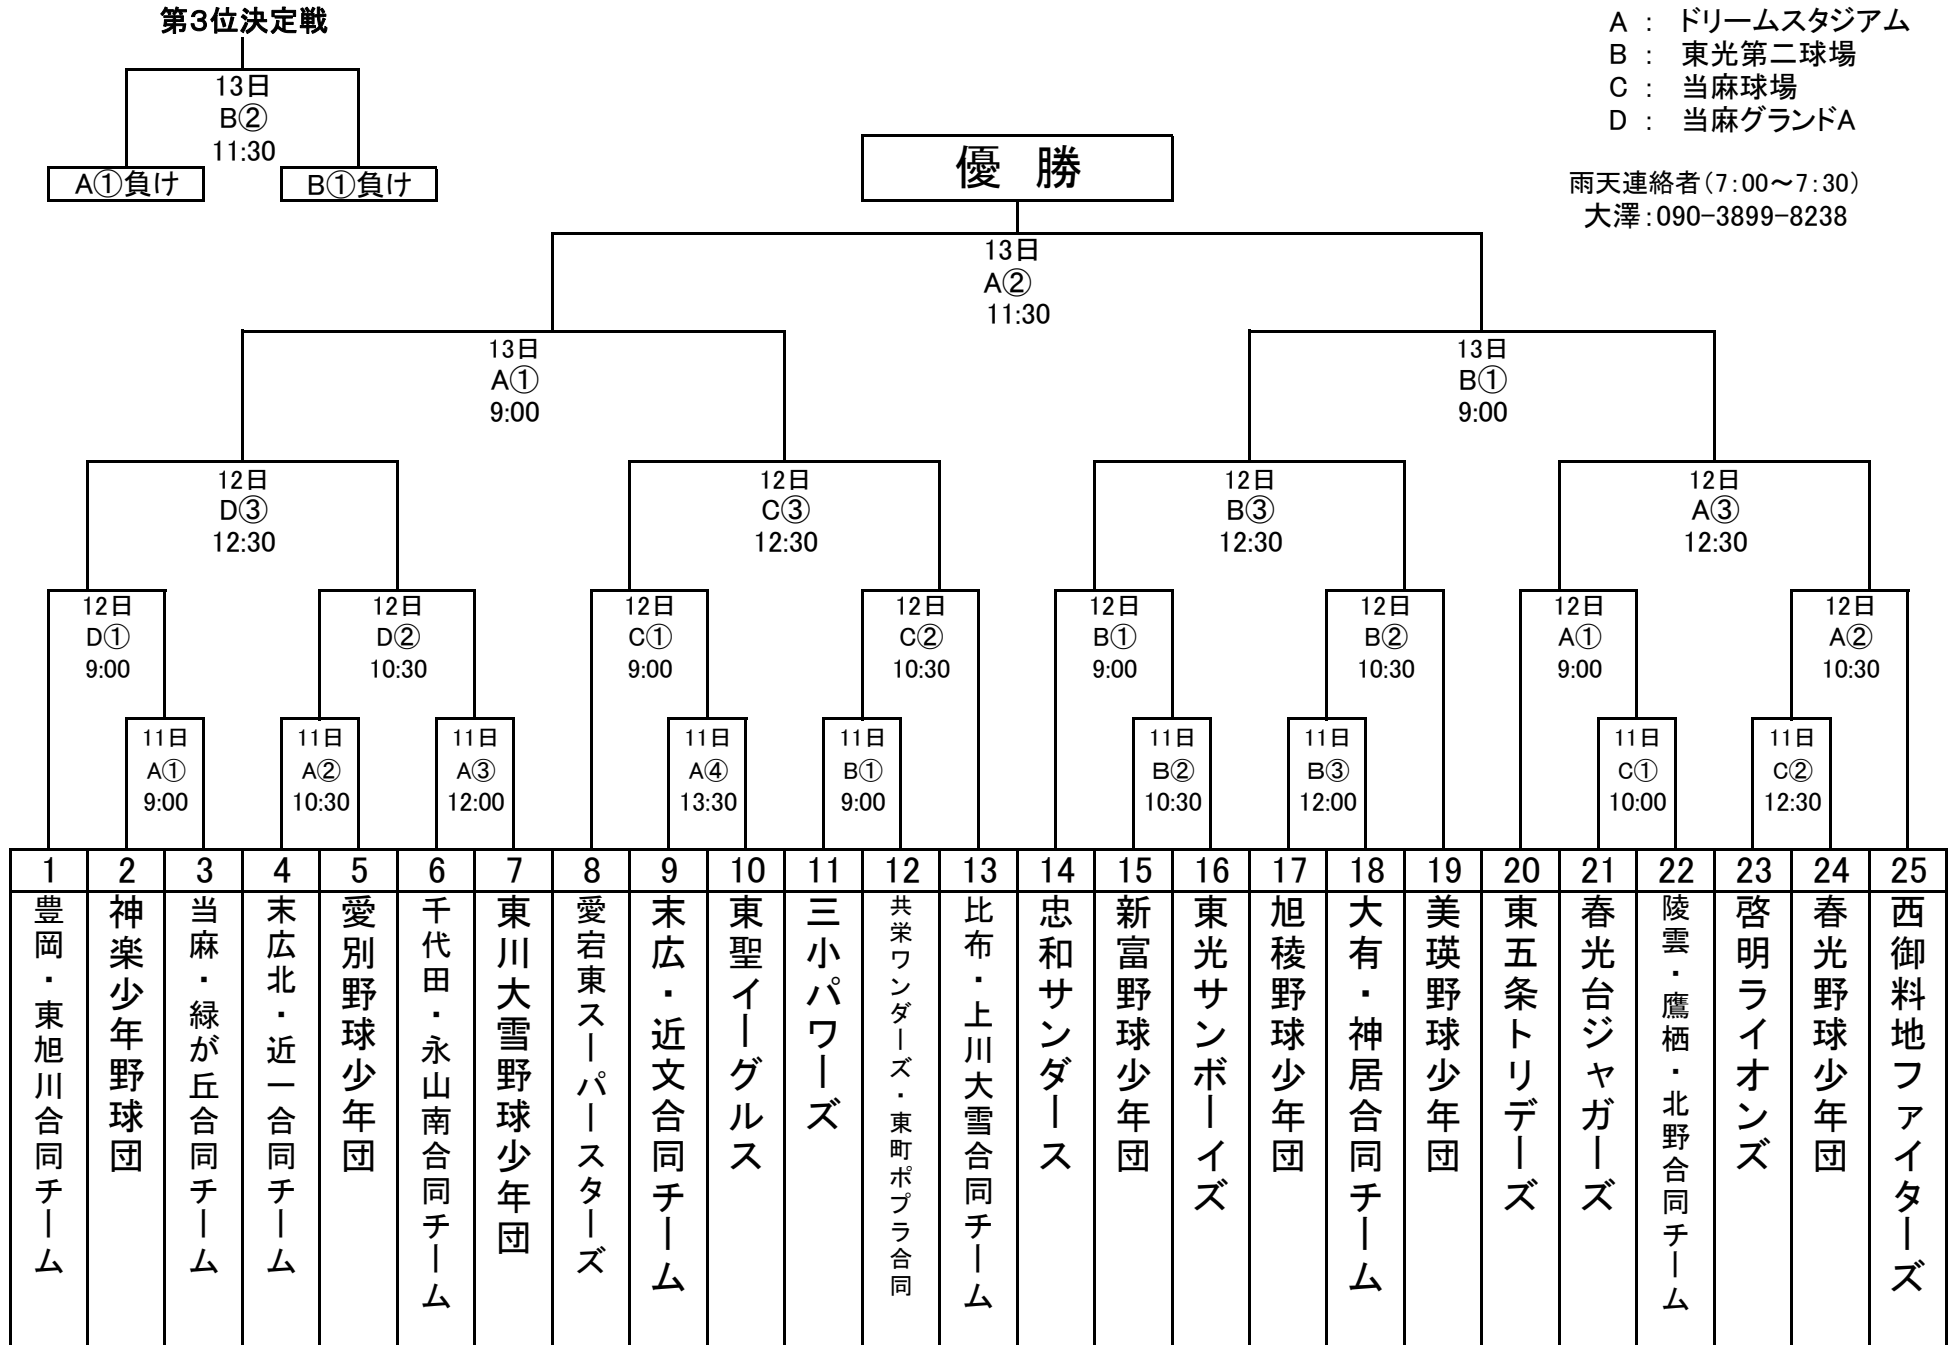 第3位決定戦
13日
B②
11:30
A①負け
B①負け
A : ドリームスタジアム
B : 東光第二球場
C : 当麻球場
D : 当麻グランドA
雨天連絡者(7:00～7:30)
大澤:090-3899-8238
優 勝
13日
A②
11:30
13日
A①
9:00
13日
B①
9:00
12日
D③
12:30
12日
C③
12:30
12日
B③
12:30
12日
A③
12:30
12日
D①
9:00
12日
D②
10:30
12日
C①
9:00
12日
C②
10:30
12日
B①
9:00
12日
B②
10:30
12日
A①
9:00
12日
A②
10:30
11日
A①
9:00
11日
A②
10:30
11日
A③
12:00
11日
A④
13:30
11日
B①
9:00
11日
B②
10:30
11日
B③
12:00
11日
C①
10:00
11日
C②
12:30
1
豊岡・東旭川合同チーム
2
神楽少年野球団
3
当麻・緑が丘合同チーム
4
末広北・近一合同チーム
5
愛別野球少年団
6
千代田・永山南合同チーム
7
東川大雪野球少年団
8
愛宕東スーパースターズ
9
末広・近文合同チーム
10
東聖イーグルス
11
三小パワーズ
12
共栄ワンダーズ・東町ポプラ合同
13
比布・上川大雪合同チーム
14
忠和サンダース
15
新富野球少年団
16
東光サンボーイズ
17
旭稜野球少年団
18
大有・神居合同チーム
19
美瑛野球少年団
20
東五条トリデーズ
21
春光台ジャガーズ
22
陵雲・鷹栖・北野合同チーム
23
啓明ライオンズ
24
春光野球少年団
25
西御料地ファイターズ